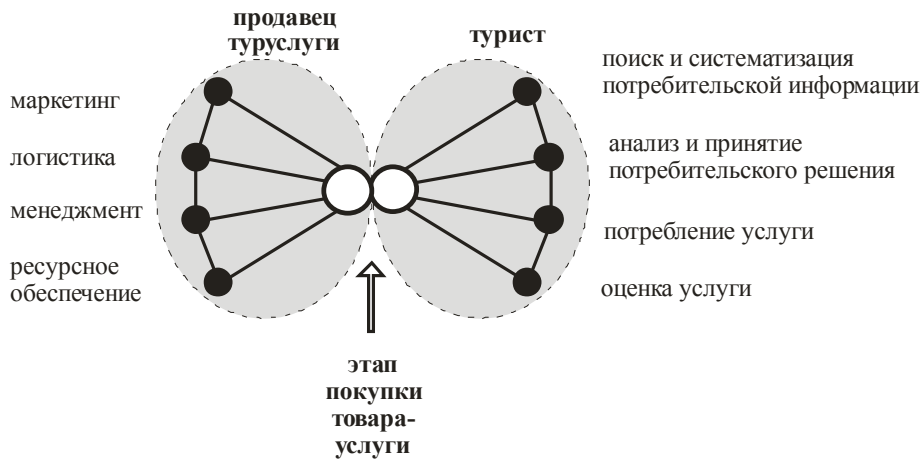 продавец
туруслуги
турист
маркетинг
логистика
менеджмент
ресурсное
обеспечение
поиск и систематизация
потребительской информации
анализ и принятие
потребительского решения
потребление услуги
оценка услуги
этап
покупки
товара-
услуги